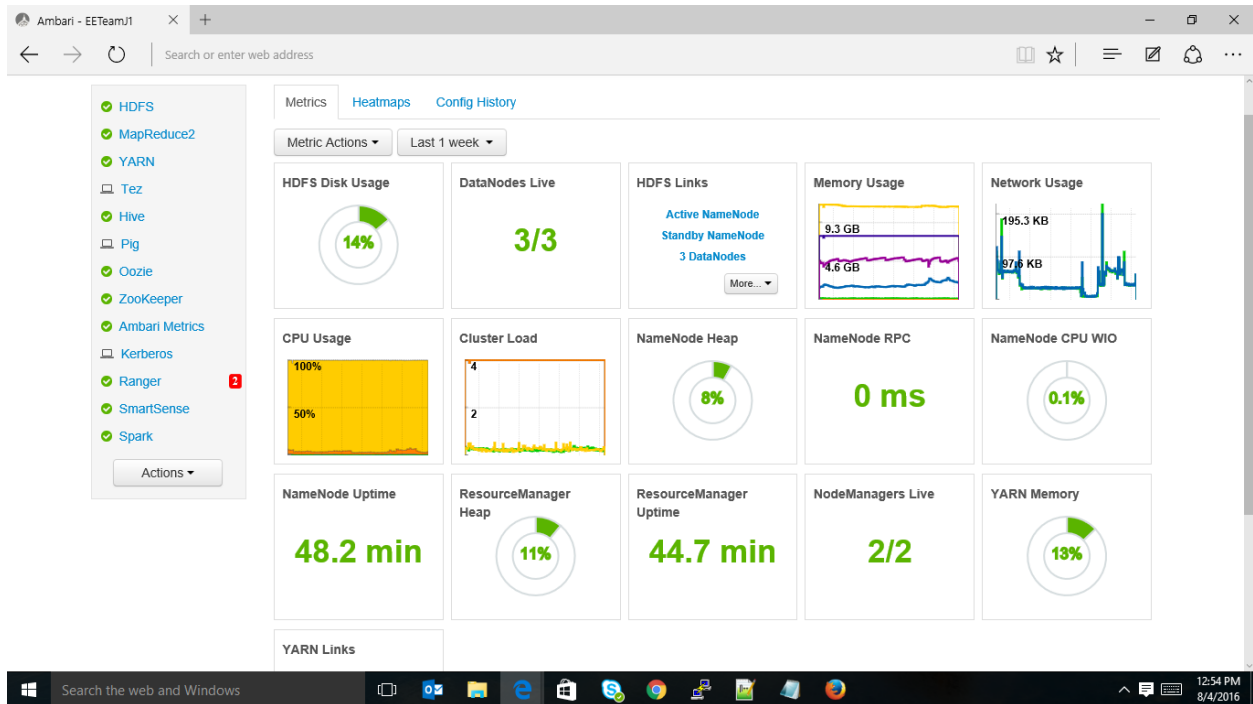 Ambari - EETeamJ1
Search or enter web address
HDFS
MapReduce2
YARN
Tez
Hive
Pig
Oozie
ZooKeeper
Ambari Metrics
Kerberos
Ranger 2
SmartSense
Spark
Actions
Metrics Heatmaps Config History
Metric Actions Last 1 week
HDFS Disk Usage
14%
DataNodes Live
3/3
HDFS Links
Active NameNode
Standby NameNode
3 DataNodes
More...
Memory Usage
9.3 GB
4.6 GB
Network Usage
195.3 KB
97.6 KB
CPU Usage
100%
50%
Cluster Load
4
2
NameNode Heap
8%
NameNode RPC
0 ms
NameNode CPU WIO
0.1%
NameNode Uptime
48.2 min
ResourceManager
Heap
11%
ResourceManager
Uptime
44.7 min
NodeManagers Live
2/2
YARN Memory
13%
YARN Links
Search the web and Windows
12:54 PM
8/4/2016